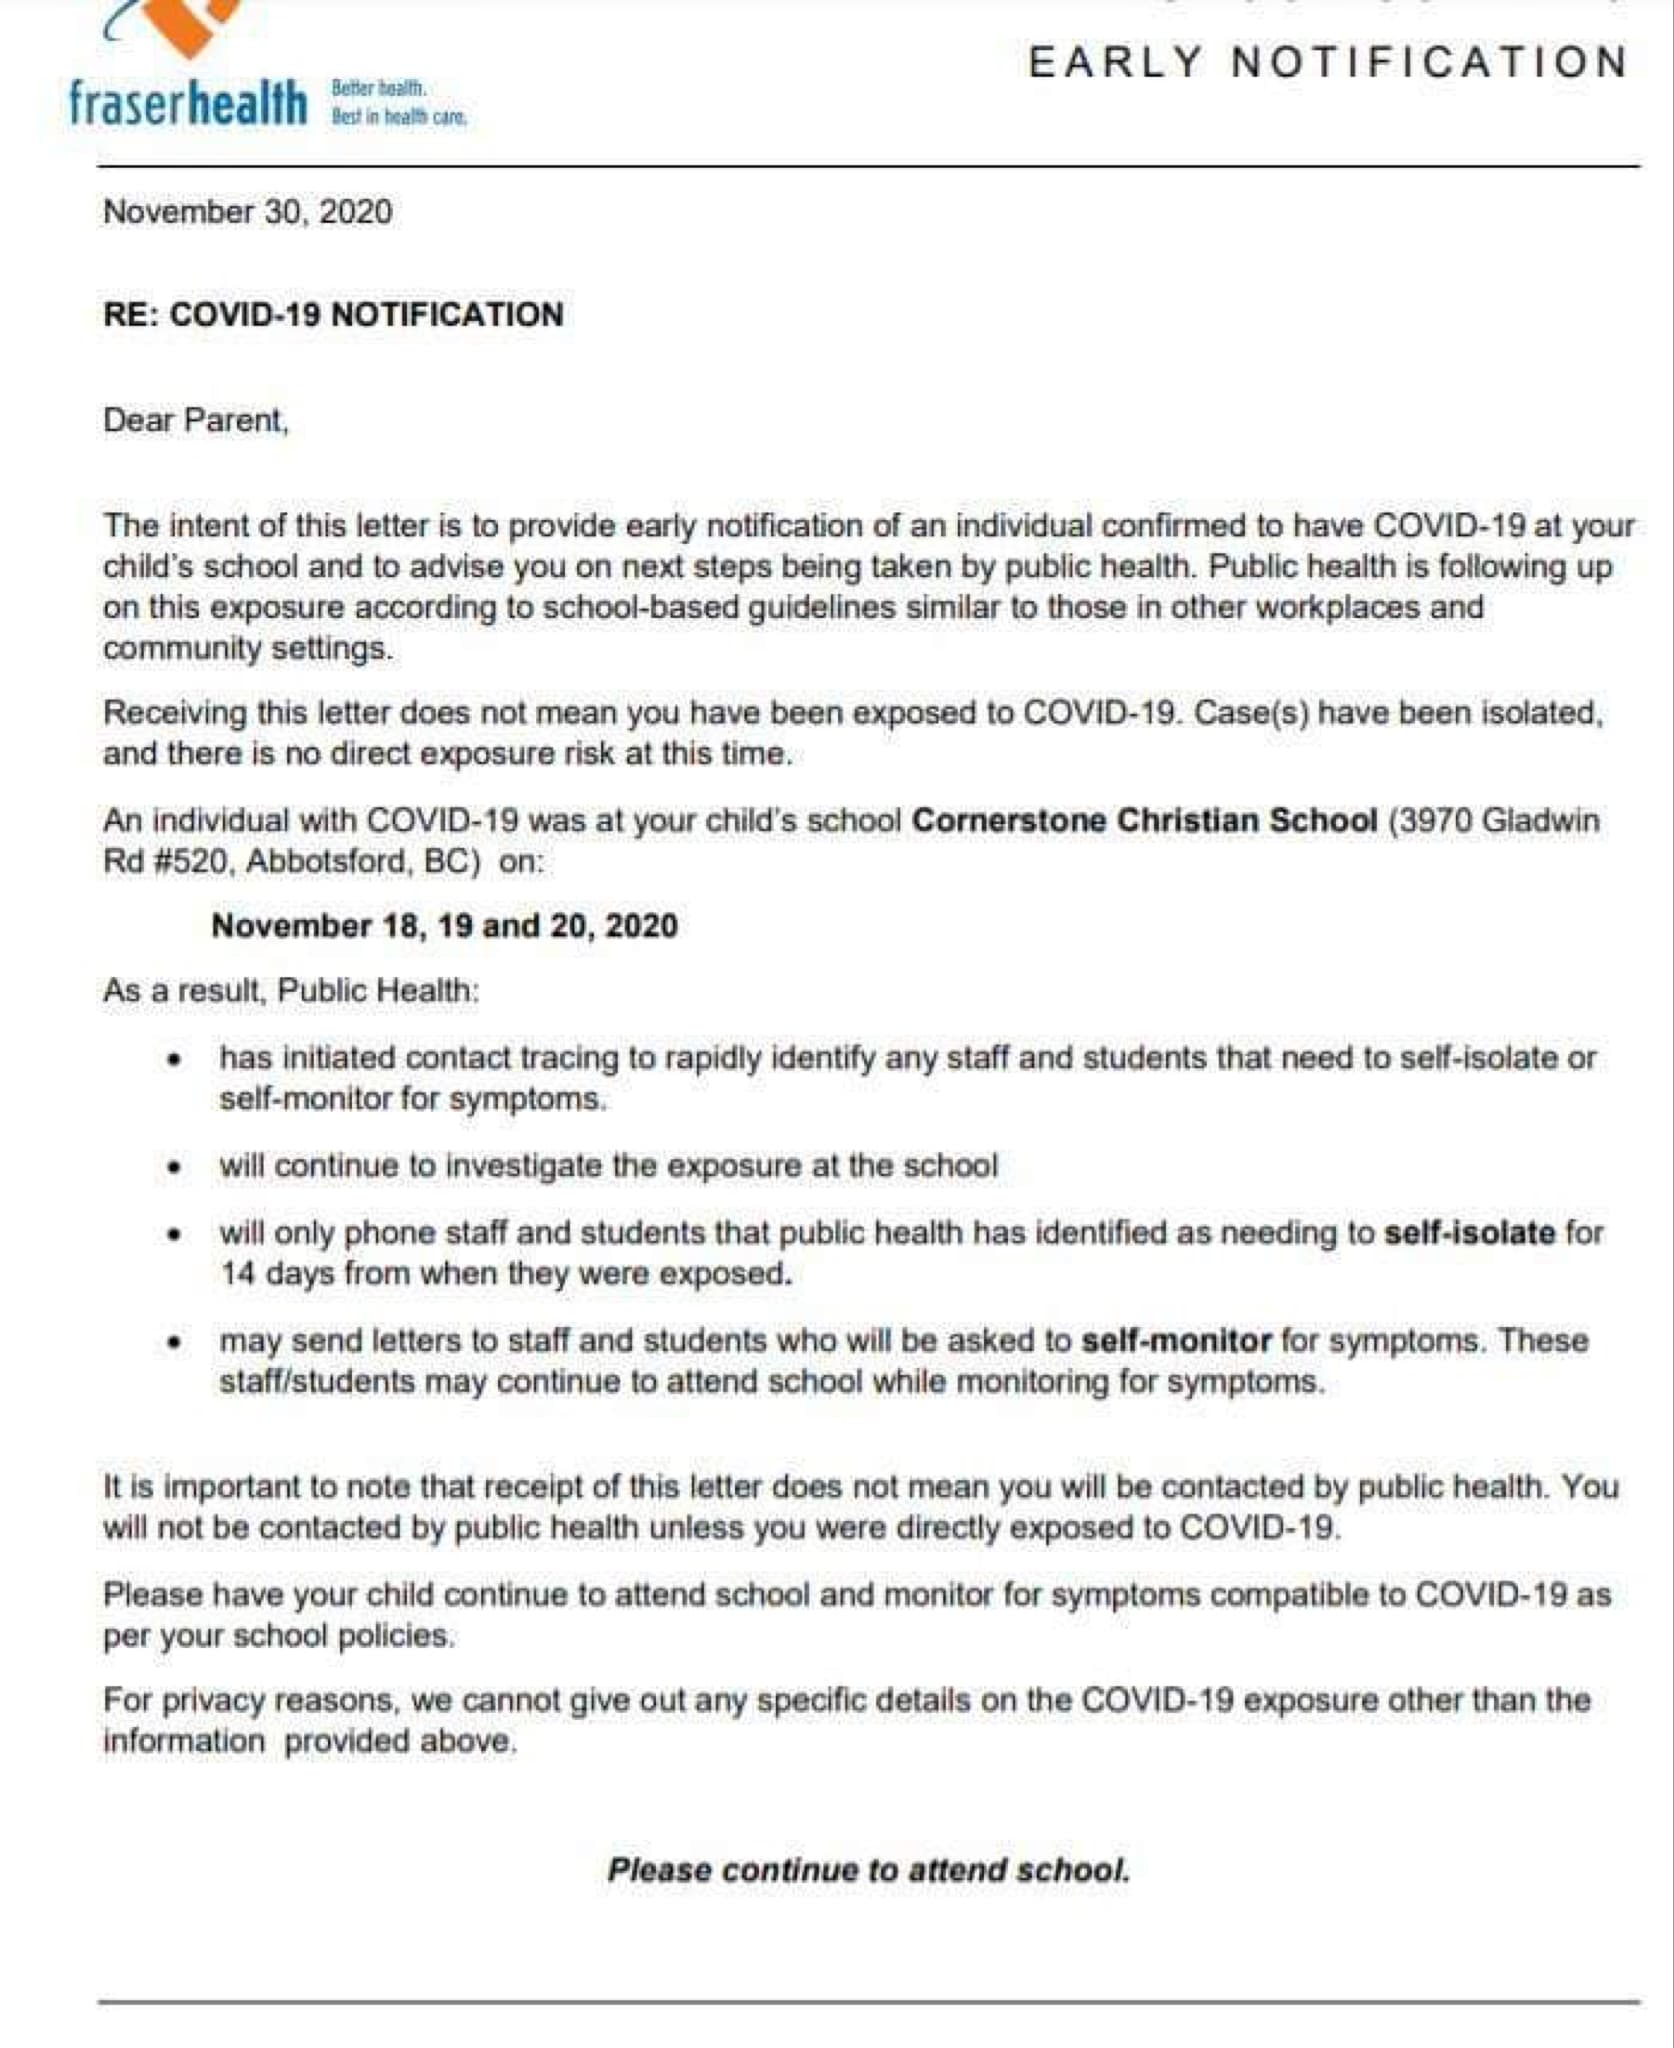 EARLY NOTIFICATION
fraserhealth
Better health.
Best in health care.
November 30, 2020
RE: COVID-19 NOTIFICATION
Dear Parent,
The intent of this letter is to provide early notification of an individual confirmed to have COVID-19 at your
child's school and to advise you on next steps being taken by public health. Public health is following up
on this exposure according to school-based guidelines similar to those in other workplaces and
community settings.
Receiving this letter does not mean you have been exposed to COVID-19. Case(s) have been isolated,
and there is no direct exposure risk at this time.
An individual with COVID-19 was at your child's school Cornerstone Christian School (3970 Gladwin
Rd #520, Abbotsford, BC) on:
November 18, 19 and 20, 2020
As a result, Public Health:
• has initiated contact tracing to rapidly identify any staff and students that need to self-isolate or
self-monitor for symptoms.
• will continue to investigate the exposure at the school
• will only phone staff and students that public health has identified as needing to self-isolate for
14 days from when they were exposed.
• may send letters to staff and students who will be asked to self-monitor for symptoms. These
staff/students may continue to attend school while monitoring for symptoms.
It is important to note that receipt of this letter does not mean you will be contacted by public health. You
will not be contacted by public health unless you were directly exposed to COVID-19.
Please have your child continue to attend school and monitor for symptoms compatible to COVID-19 as
per your school policies.
For privacy reasons, we cannot give out any specific details on the COVID-19 exposure other than the
information provided above.
Please continue to attend school.